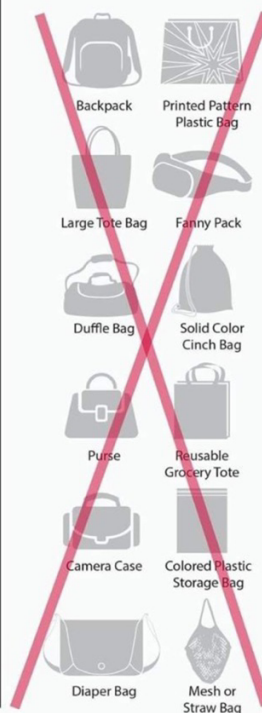 Backpack
Printed Pattern
Plastic Bag
Large Tote Bag
Fanny Pack
Duffle Bag
Solid Color
Cinch Bag
Purse
Reusable
Grocery Tote
Camera Case
Colored Plastic
Storage Bag
Diaper Bag
Mesh or
Straw Bag